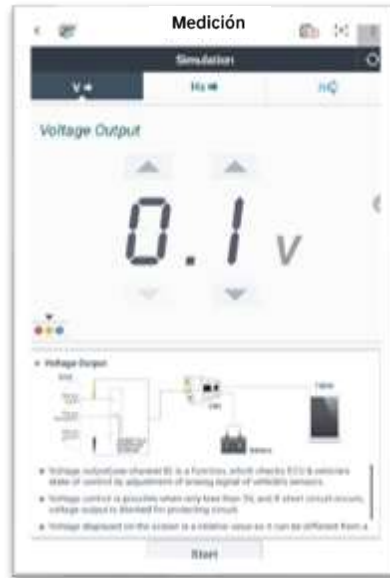 Medición
Simulation
V
Hz
Voltage Output
0.1 V
Voltage Output
Battery
Voltage output(use channel B) is a function, which checks ECU & vehicle's
state of control by adjustment of analog signal of vehicle's sensors.
Voltage control is possible when only less than 5V, and if short circuit occurs,
voltage output is blocked for protecting circuit.
Voltage displayed on the screen is a relative value so it can be different from a
Start